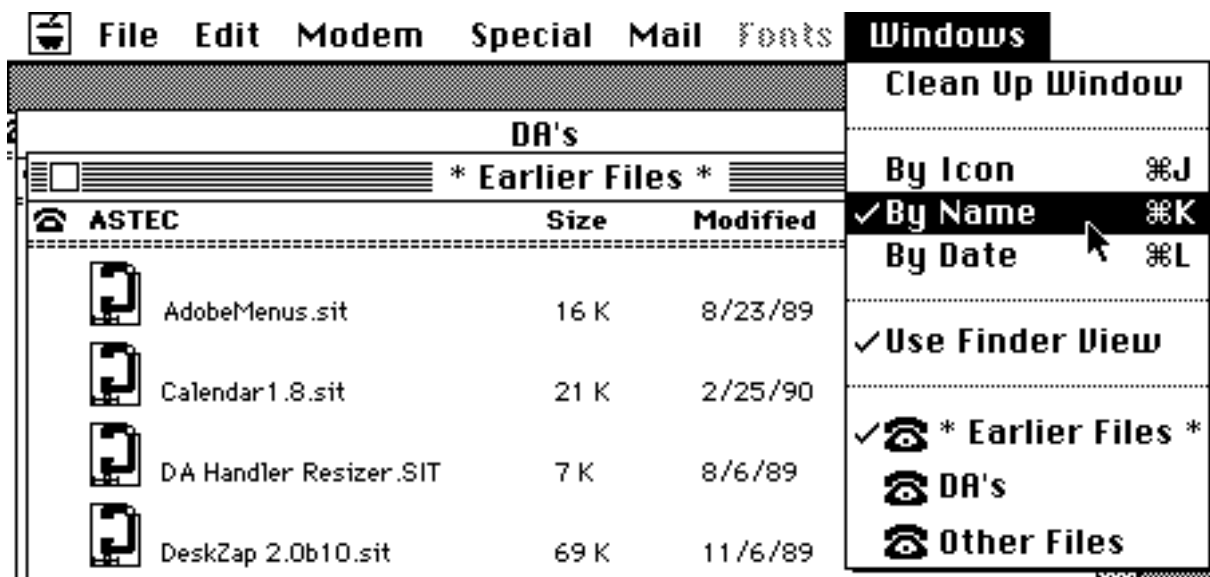 File Edit Modem Special Mail Fonts Windows
DA's
* Earlier Files *
ASTEC Size Modified
AdobeMenus.sit 16 K 8/23/89
Calendar1.8.sit 21 K 2/25/90
DA Handler Resizer.SIT 7 K 8/6/89
DeskZap 2.0b10.sit 69 K 11/6/89
Clean Up Window
By Icon ⌘J
✓By Name ⌘K
By Date ⌘L
✓Use Finder View
✓☎ * Earlier Files *
☎ DA's
☎ Other Files